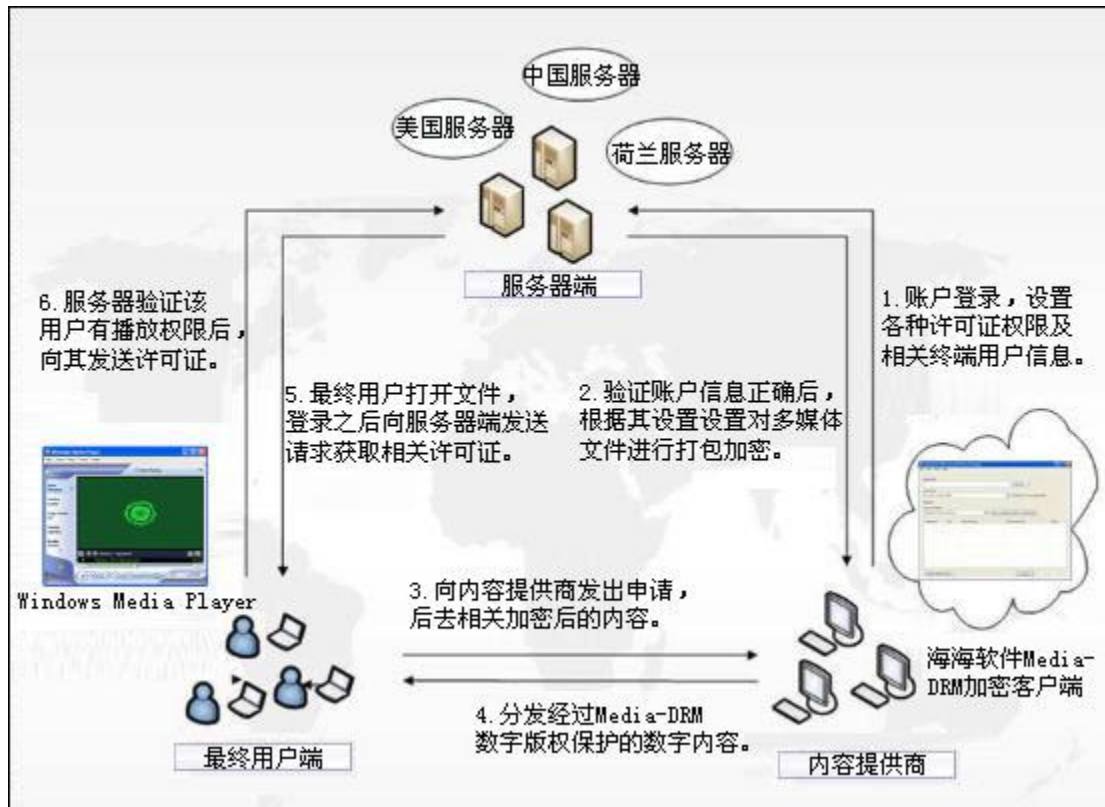 中国服务器
美国服务器
荷兰服务器
服务器端
6.服务器验证该
用户有播放权限后，
向其发送许可证。
1.账户登录，设置
各种许可证权限及
相关终端用户信息。
5.最终用户打开文件，
登录之后向服务器端发送
请求获取相关许可证。
2.验证账户信息正确后，
根据其设置设置对多媒体
文件进行打包加密。
Windows Media Player
3.向内容提供商发出申请，
后去相关加密后的内容。
海海软件Media-
DRM加密客户端
4.分发经过Media-DRM
数字版权保护的数字内容。
最终用户端
内容提供商